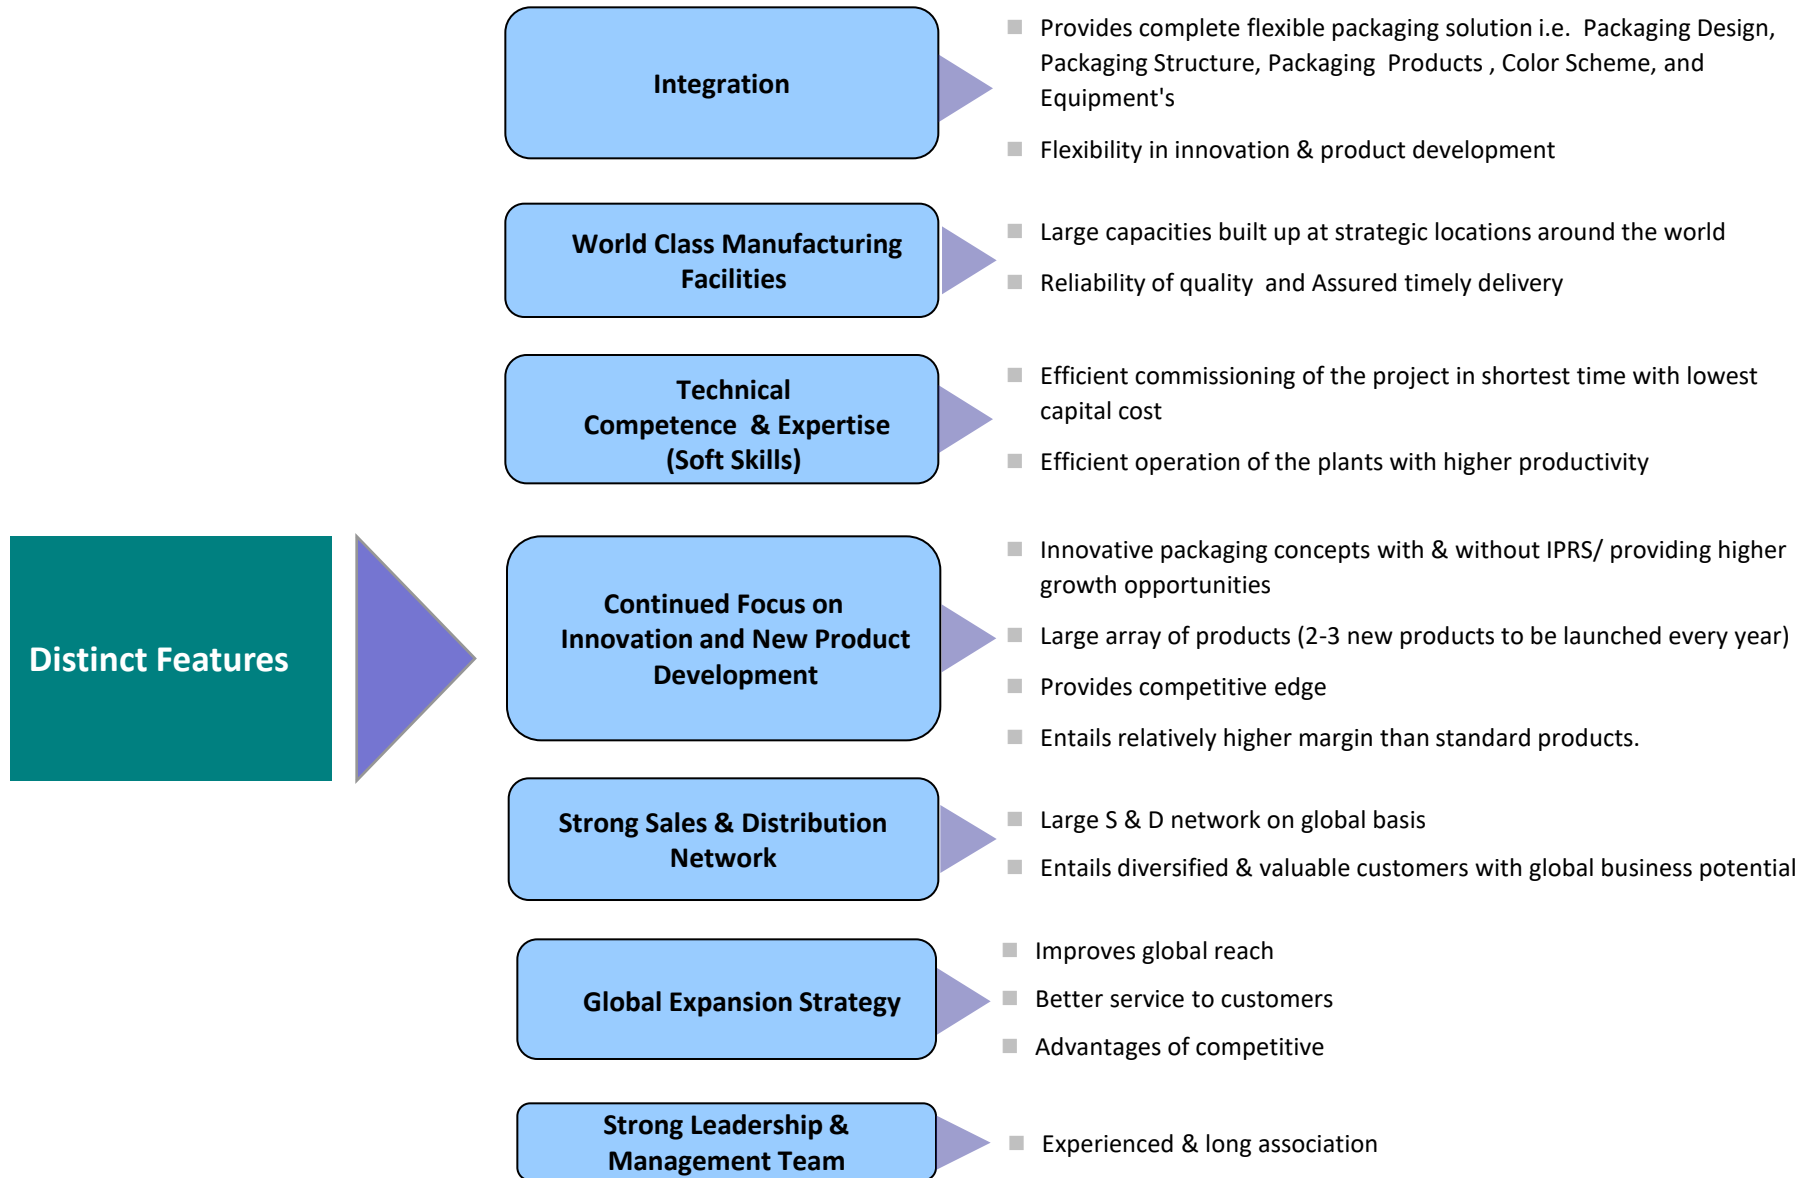 Distinct Features
Integration
Provides complete flexible packaging solution i.e. Packaging Design,
Packaging Structure, Packaging Products , Color Scheme, and
Equipment's
Flexibility in innovation & product development
World Class Manufacturing
Facilities
Large capacities built up at strategic locations around the world
Reliability of quality and Assured timely delivery
Technical
Competence & Expertise
(Soft Skills)
Efficient commissioning of the project in shortest time with lowest
capital cost
Efficient operation of the plants with higher productivity
Continued Focus on
Innovation and New Product
Development
Innovative packaging concepts with & without IPRS/ providing higher
growth opportunities
Large array of products (2-3 new products to be launched every year)
Provides competitive edge
Entails relatively higher margin than standard products.
Strong Sales & Distribution
Network
Large S & D network on global basis
Entails diversified & valuable customers with global business potential
Global Expansion Strategy
Improves global reach
Better service to customers
Advantages of competitive
Strong Leadership &
Management Team
Experienced & long association